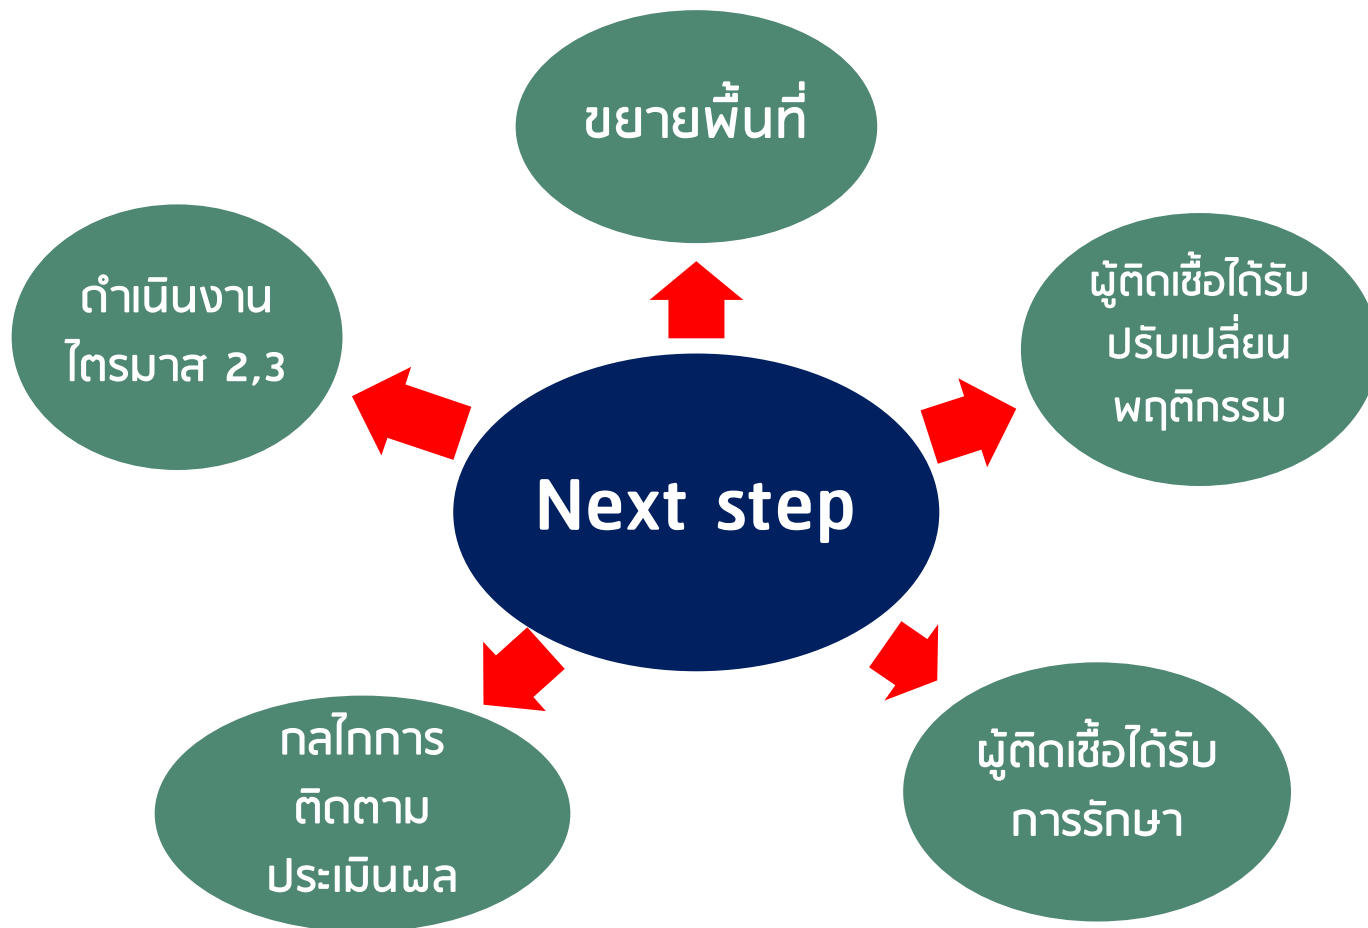 ขยายพื้นที่
ดำเนินงาน
ไตรมาส 2,3
ผู้ติดเชื้อได้รับ
ปรับเปลี่ยน
พฤติกรรม
Next step
กลไกการ
ติดตาม
ประเมินผล
ผู้ติดเชื้อได้รับ
การรักษา